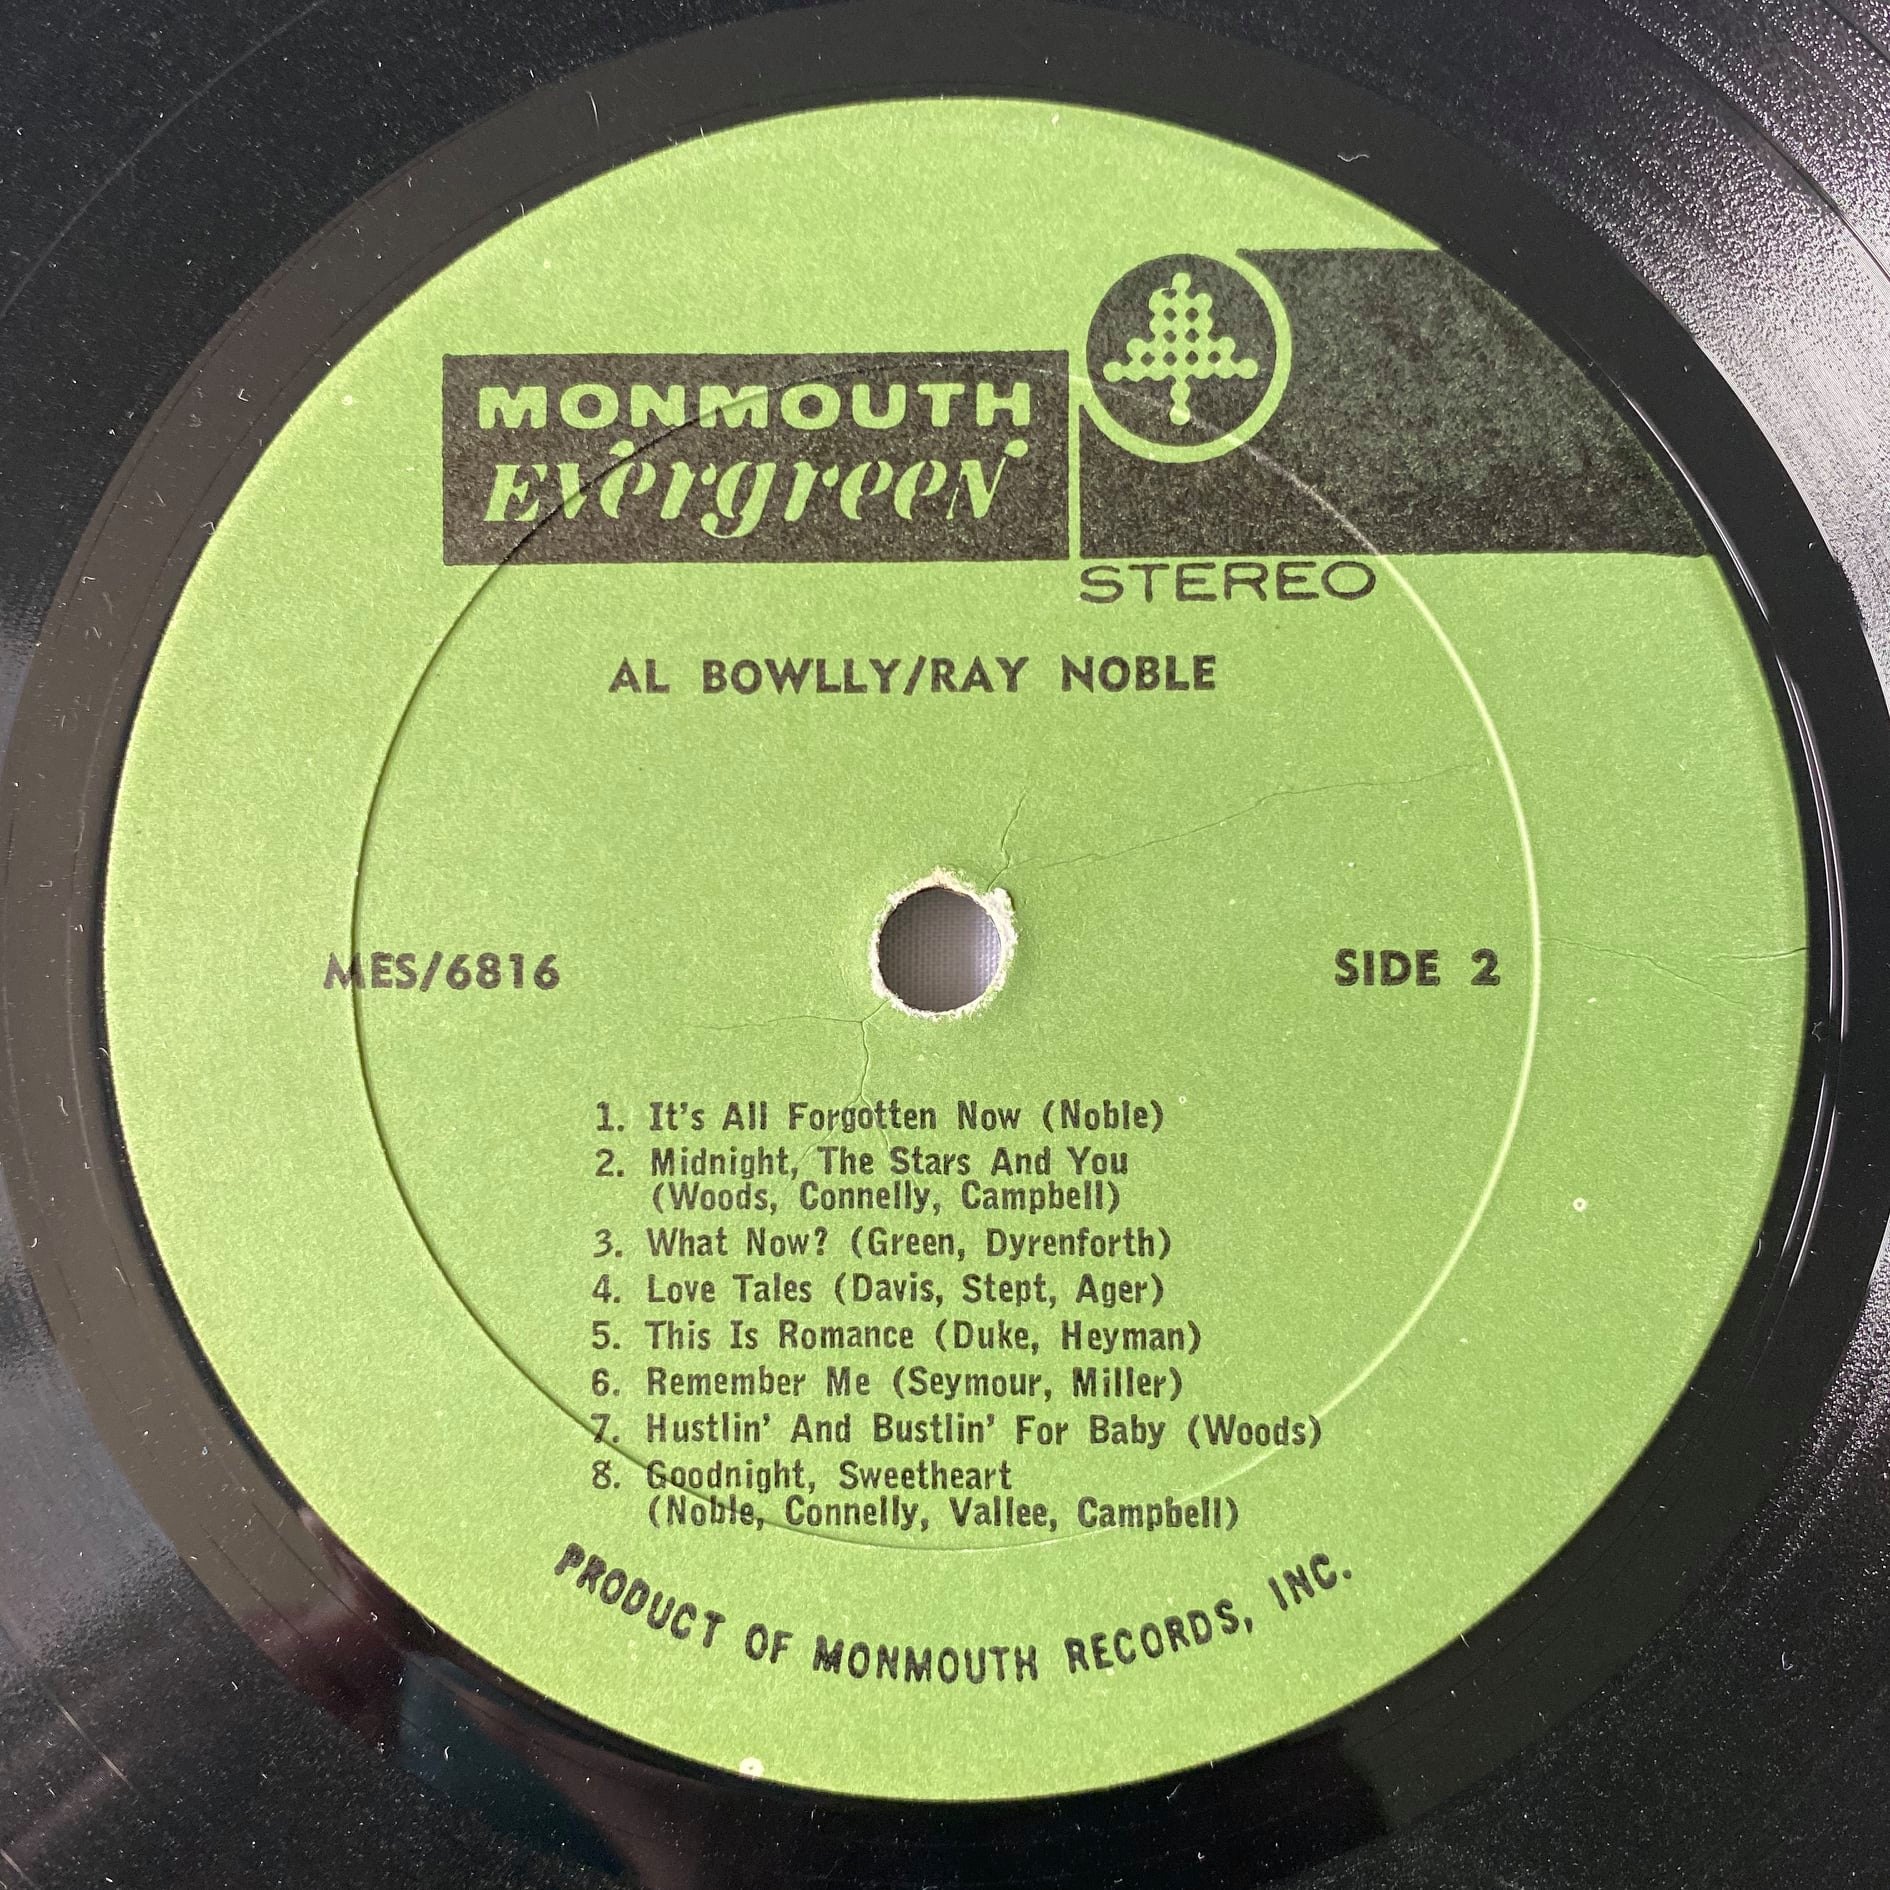 MONMOUTH
EVergreeN
STEREO
AL BOWLLY/RAY NOBLE
MES/6816
SIDE 2
1. It's All Forgotten Now (Noble)
2. Midnight, The Stars And You
(Woods, Connelly, Campbell)
3. What Now? (Green, Dyrenforth)
4. Love Tales (Davis, Stept, Ager)
5. This Is Romance (Duke, Heyman)
6. Remember Me (Seymour, Miller)
7. Hustlin' And Bustlin' For Baby (Woods)
8. Goodnight, Sweetheart
(Noble, Connelly, Vallee, Campbell)
PRODUCT OF MONMOUTH RECORDS, INC.